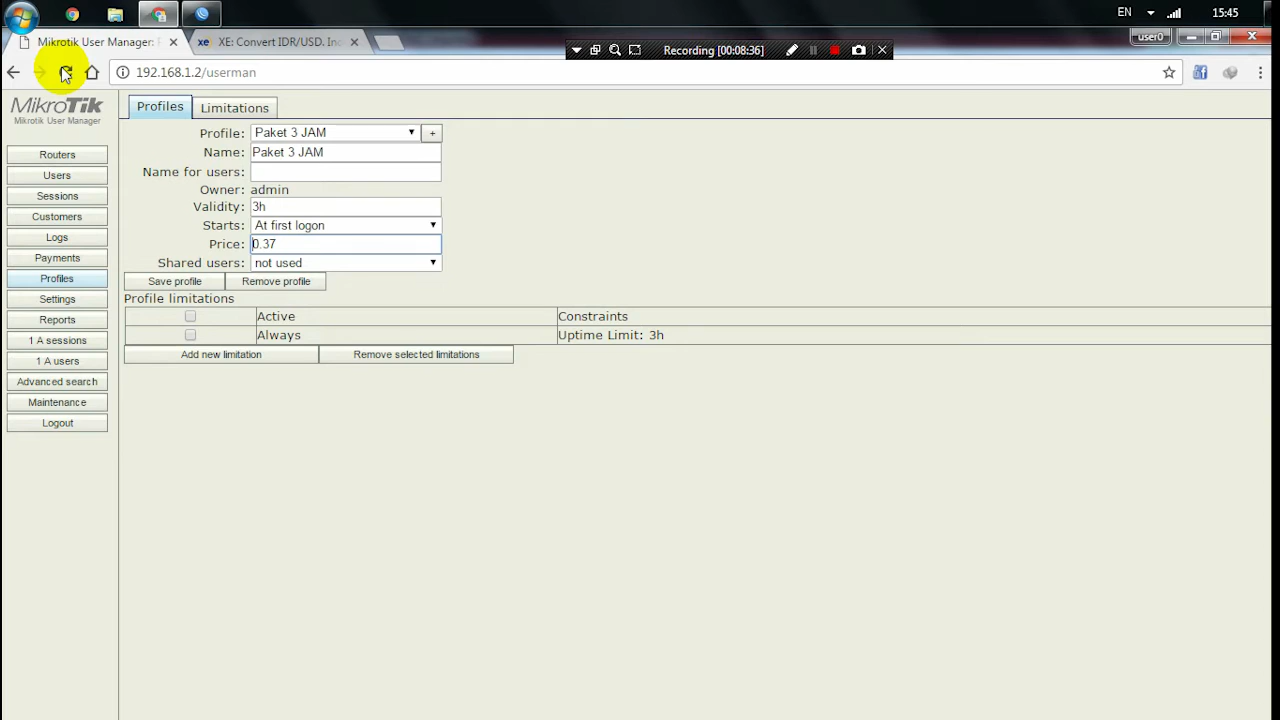 EN 15:45
Mikrotik User Manager:
XE: Convert IDR/USD. In
Recording [00:08:36]
user0
192.168.1.2/userman
MikroTik
Mikrotik User Manager
Routers
Users
Sessions
Customers
Logs
Payments
Profiles
Settings
Reports
1 A sessions
1 A users
Advanced search
Maintenance
Logout
Profiles Limitations
Profile: Paket 3 JAM +
Name: Paket 3 JAM
Name for users:
Owner: admin
Validity: 3h
Starts: At first logon
Price: 0.37
Shared users: not used
Save profile Remove profile
Profile limitations
Active Constraints
Always Uptime Limit: 3h
Add new limitation Remove selected limitations